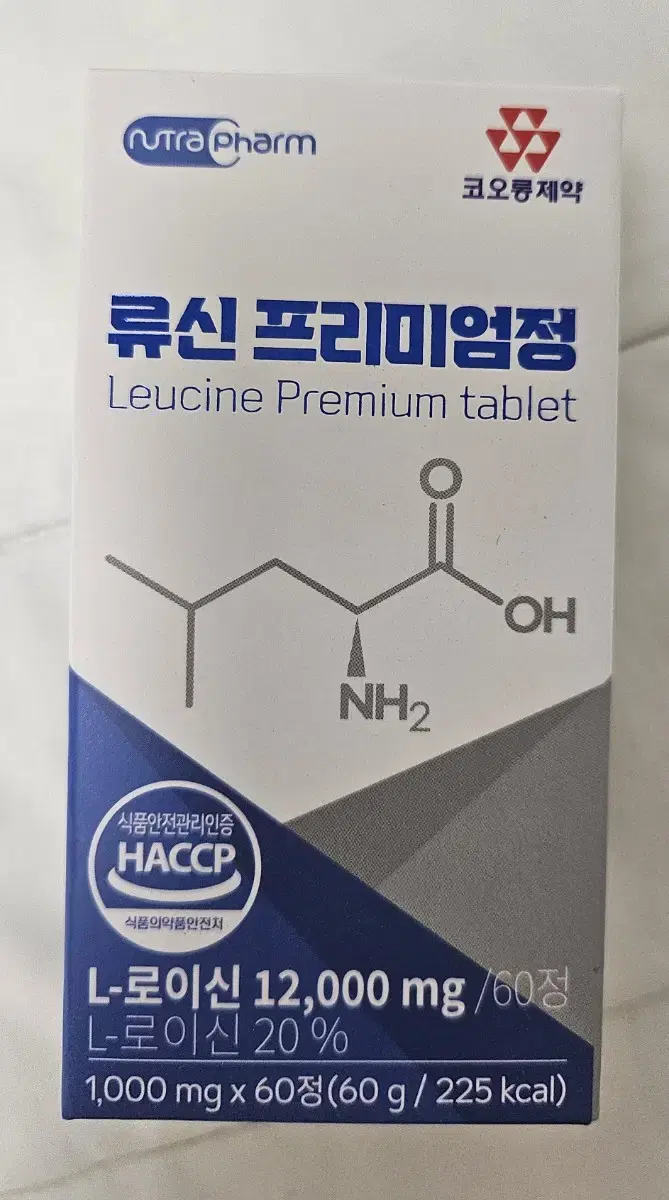 nutrapharm
코오롱제약
류신 프리미엄정
Leucine Premium tablet
O
OH
NH2
식품안전관리인증
HACCP
식품의약품안전처
L-로이신 12,000 mg /60정
L-로이신 20 %
1,000 mg x 60정(60 g / 225 kcal)